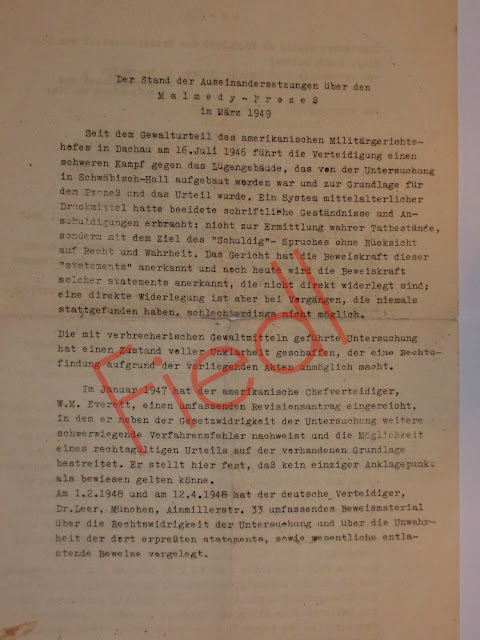 Der Stand der Auseinandersetzungen über den
Malmedy-Prozeß
im März 1949
Seit dem Gewalturteil des amerikanischen Militärgerichts-
hofes in Dachau am 16.Juli 1946 führt die Verteidigung einen
schweren Kampf gegen das Lügengebäude, das von der Untersuchung
in Schwäbisch-Hall aufgebaut worden war und zur Grundlage für
den Prozeß und das Urteil wurde. Ein System mittelalterlicher
Druckmittel hatte beeidete schriftliche Geständnisse und An-
schuldigungen erbracht: nicht zur Ermittlung wahrer Tatbestände,
sondern mit dem Ziel des "Schuldig"- Spruches ohne Rücksicht
auf Recht und Wahrheit. Das Gericht hat die Beweiskraft dieser
"statements" anerkannt und noch heute wird die Beweiskraft
solcher statements anerkannt, die nicht direkt widerlegt sind;
eine direkte Widerlegung ist aber bei Vorgängen, die niemals
stattgefunden haben, schlechterdings nicht möglich.
Die mit verbrecherischen Gewaltmitteln geführte Untersuchung
hat einen Zustand voller Unklarheit geschaffen, der eine Rechts-
findung aufgrund der vorliegenden Akten unmöglich macht.
Im Januar 1947 hat der amerikanische Chefverteidiger,
W.M. Everett, einen umfassenden Revisionsantrag eingereicht,
in dem er neben der Gesetzwidrigkeit der Untersuchung weitere
schwerwiegende Verfahrensfehler nachweist und die Möglichkeit
eines rechtsgültigen Urteils auf der vorhandenen Grundlage
bestreitet. Er stellt hier fest, daß kein einziger Anklagepunkt
als bewiesen gelten könne.
Am 1.2.1948 und am 12.4.1948 hat der deutsche Verteidiger,
Dr.Leer, München, Ainmillerstr. 33 umfassendes Beweismaterial
über die Rechtswidrigkeit der Untersuchung und über die Unwahr-
heit der dort erpreßten statements, sowie wesentliche entla-
stende Beweise vorgelegt.
Fiedl